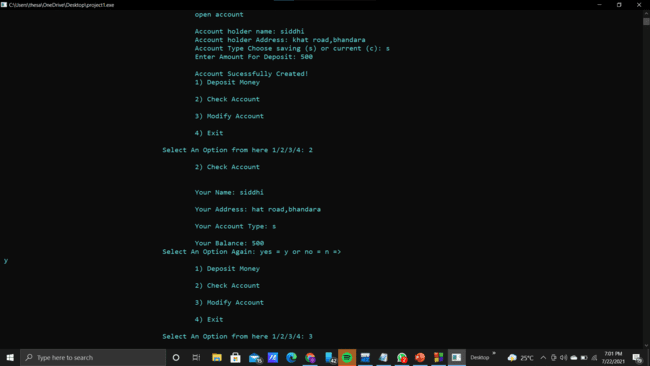 C:\Users\thesa\OneDrive\Desktop\project1.exe
open account
Account holder name: siddhi
Account holder Address: khat road,bhandara
Account Type Choose saving (s) or current (c): s
Enter Amount For Deposit: 500
Account Sucessfully Created!
1) Deposit Money
2) Check Account
3) Modify Account
4) Exit
Select An Option from here 1/2/3/4: 2
2) Check Account
Your Name: siddhi
Your Address: hat road,bhandara
Your Account Type: s
Your Balance: 500
Select An Option Again: yes = y or no = n =>
y
1) Deposit Money
2) Check Account
3) Modify Account
4) Exit
Select An Option from here 1/2/3/4: 3
Type here to search
Desktop
25°C
7:01 PM
7/22/2021